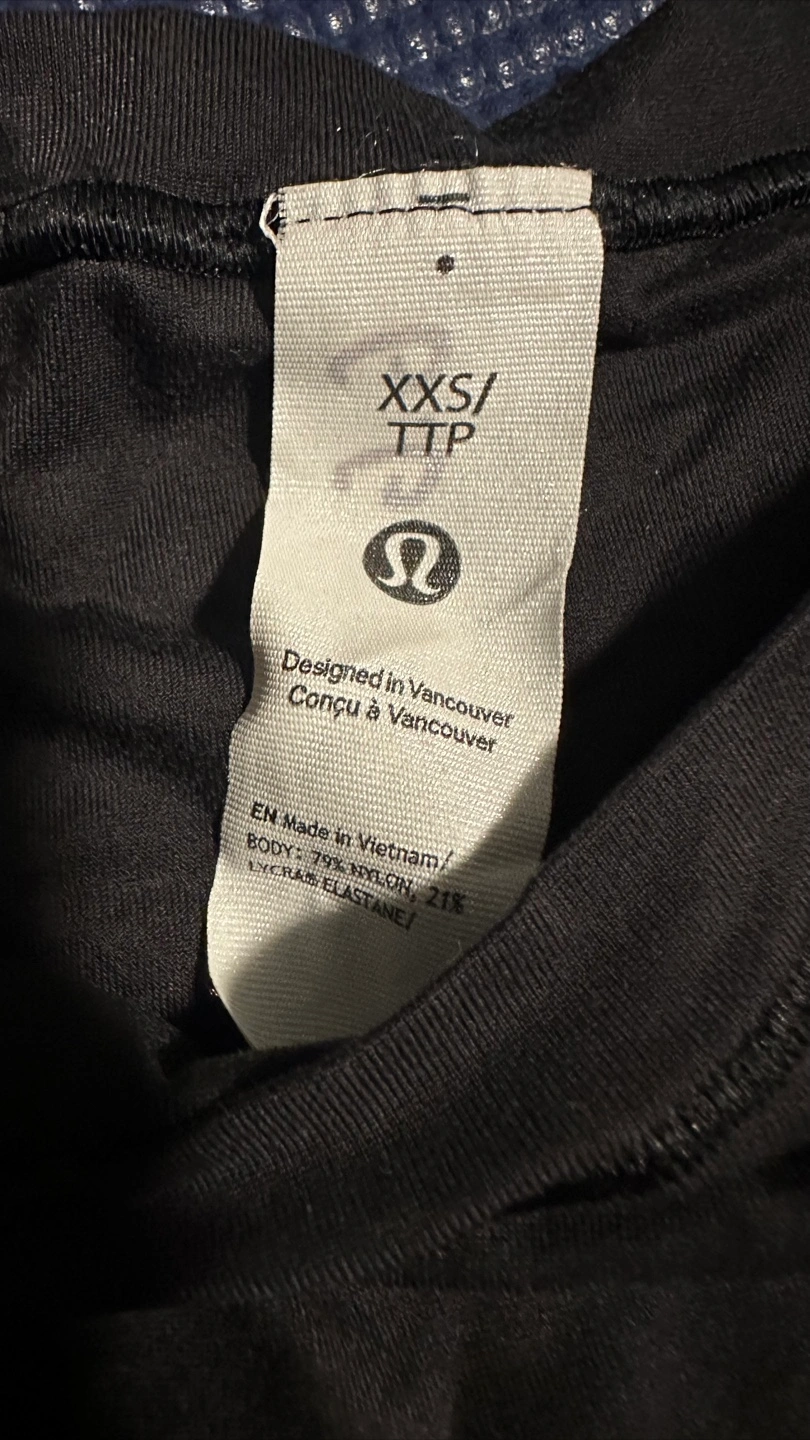 XXS/
TTP
Designed in Vancouver
Conçu à Vancouver
EN Made in Vietnam/
BODY: 79% NYLON, 21%
LYCRA® ELASTANE/